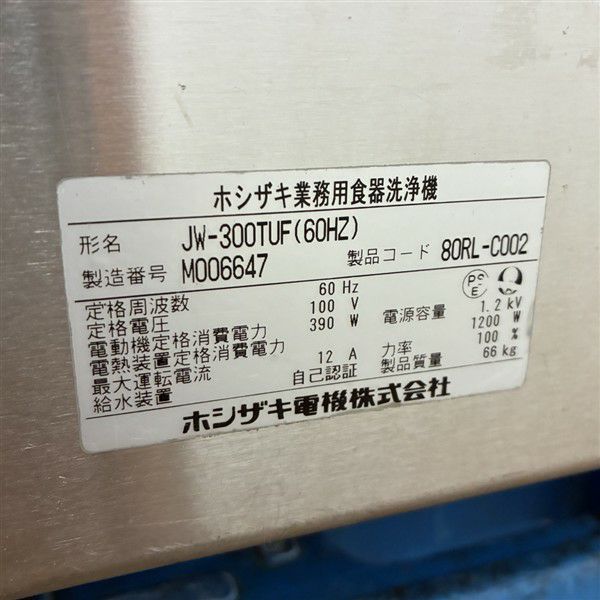 ホシザキ業務用食器洗浄機
形名 JW-300TUF(60HZ)
製造番号 M006647 製品コード 80RL-C002
定格周波数 60 Hz
定格電圧 100 V 電源容量 1.2 kV
電動機定格消費電力 390 W 1200 W
電熱装置定格消費電力 力率 100 %
最大運転電流 12 A 製品質量 66 kg
給水装置 自己認証
PS
E
ホシザキ電機株式会社